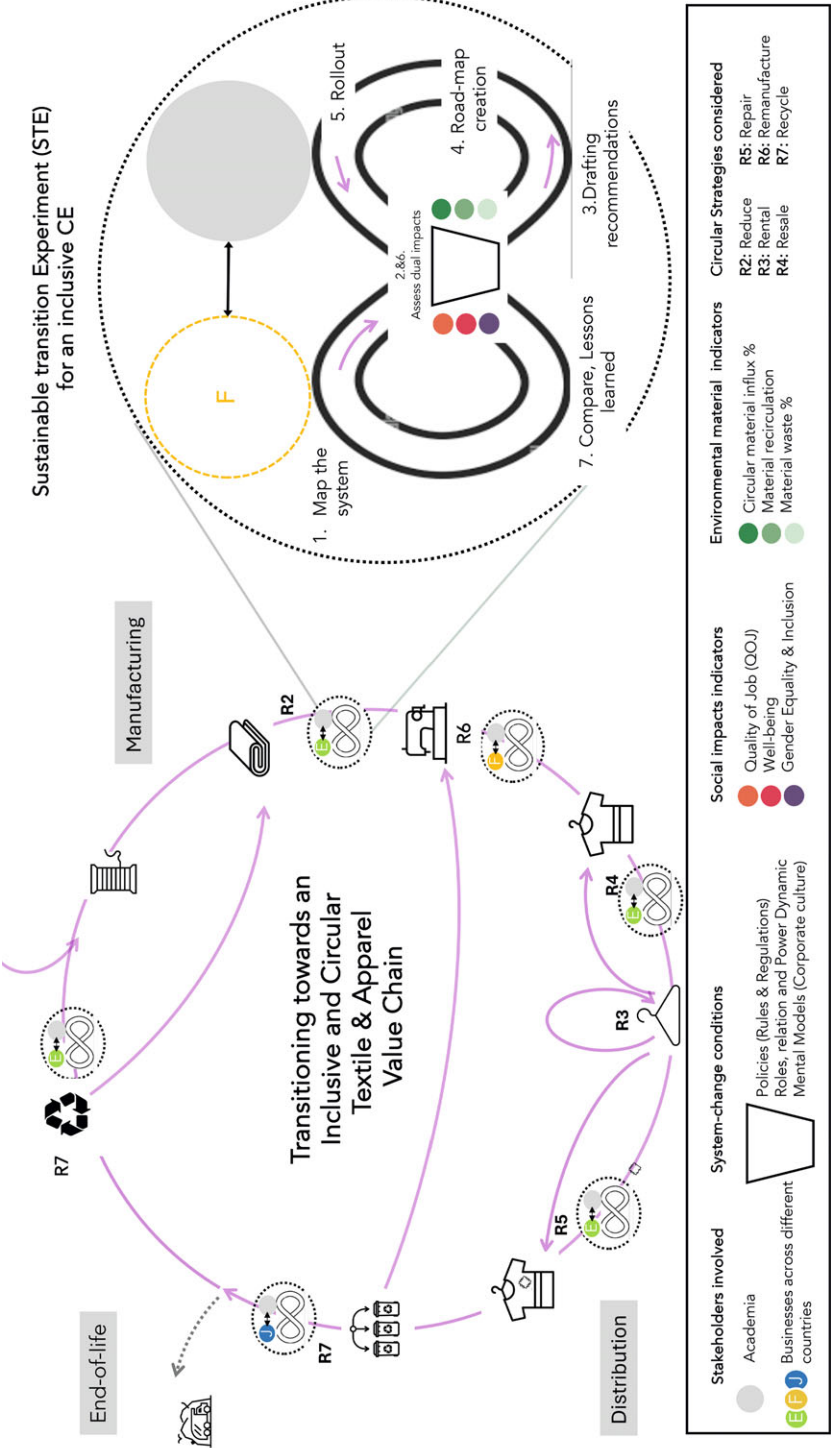 Sustainable transition Experiment (STE)
for an inclusive CE
Manufacturing
End-of-life
Distribution
Transitioning towards an
Inclusive and Circular
Textile & Apparel
Value Chain
R7
E
R2
E
R6
F
R4
E
R3
R5
E
R7
J
F
1. Map the
system
2.&6.
Assess dual impacts
5. Rollout
4. Road-map
creation
3.Drafting
recommendations
7. Compare, Lessons
learned
Stakeholders involved
Academia
E F J
Businesses across different
countries
System-change conditions
Policies (Rules & Regulations)
Roles, relation and Power Dynamic
Mental Models (Corporate culture)
Social impacts indicators
Quality of Job (QOJ)
Well-being
Gender Equality & Inclusion
Environmental material indicators
Circular material influx %
Material recirculation
Material waste %
Circular Strategies considered
R2: Reduce
R3: Rental
R4: Resale
R5: Repair
R6: Remanufacture
R7: Recycle